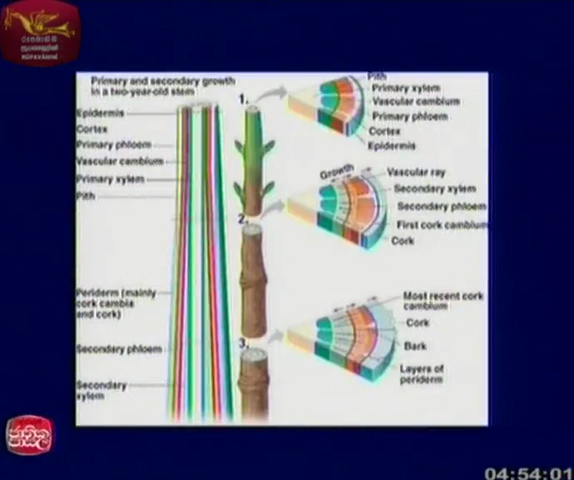 Primary and secondary growth
in a two-year-old stem
Epidermis
Cortex
Primary phloem
Vascular cambium
Primary xylem
Pith
Periderm (mainly
cork cambia
and cork)
Secondary phloem
Secondary
xylem
1.
Pith
Primary xylem
Vascular cambium
Primary phloem
Cortex
Epidermis
2.
Growth
Vascular ray
Secondary xylem
Secondary phloem
First cork cambium
Cork
3.
Most recent cork
cambium
Cork
Bark
Layers of
periderm
04:54:01